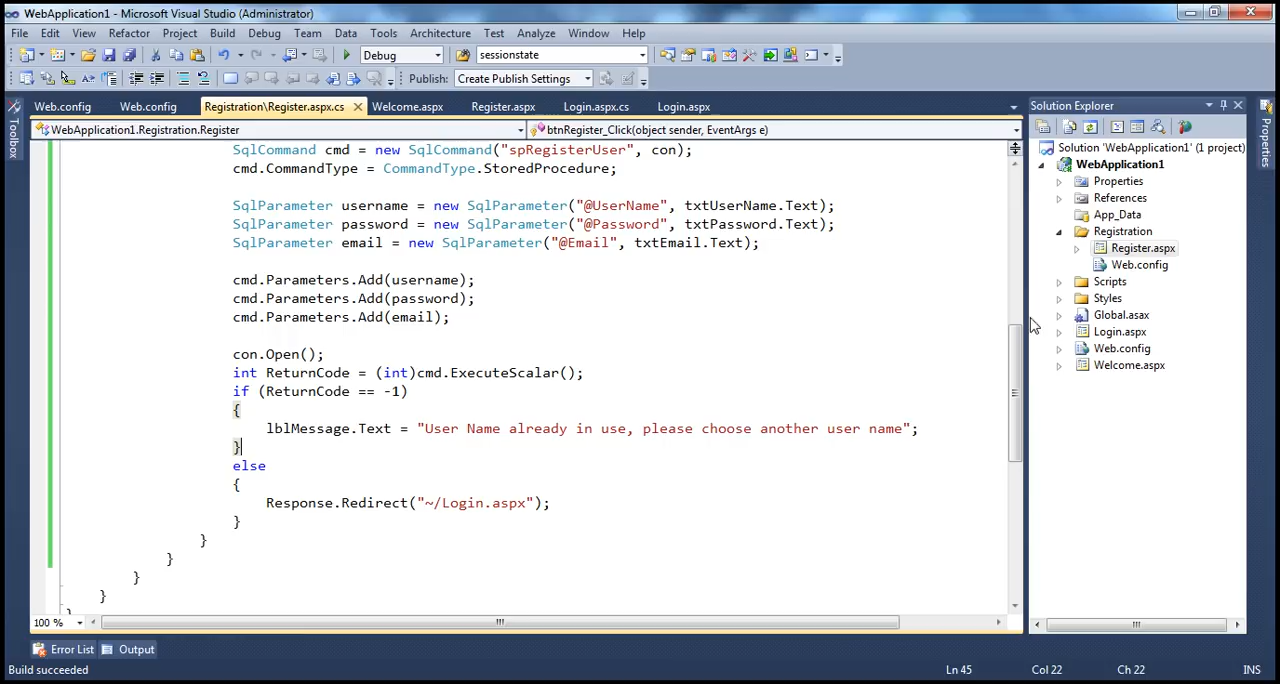 WebApplication1 - Microsoft Visual Studio (Administrator)
File Edit View Refactor Project Build Debug Team Data Tools Architecture Test Analyze Window Help
Debug sessionstate
Publish: Create Publish Settings
Web.config Web.config Registration\Register.aspx.cs Welcome.aspx Register.aspx Login.aspx.cs Login.aspx
WebApplication1.Registration.Register btnRegister_Click(object sender, EventArgs e)
Toolbox
SqlCommand cmd = new SqlCommand("spRegisterUser", con);
cmd.CommandType = CommandType.StoredProcedure;
SqlParameter username = new SqlParameter("@UserName", txtUserName.Text);
SqlParameter password = new SqlParameter("@Password", txtPassword.Text);
SqlParameter email = new SqlParameter("@Email", txtEmail.Text);
cmd.Parameters.Add(username);
cmd.Parameters.Add(password);
cmd.Parameters.Add(email);
con.Open();
int ReturnCode = (int)cmd.ExecuteScalar();
if (ReturnCode == -1)
{
lblMessage.Text = "User Name already in use, please choose another user name";
}
else
{
Response.Redirect("~/Login.aspx");
}
}
}
}
}
}
100 %
Solution Explorer
Solution 'WebApplication1' (1 project)
WebApplication1
Properties
References
App_Data
Registration
Register.aspx
Web.config
Scripts
Styles
Global.asax
Login.aspx
Web.config
Welcome.aspx
Properties
Error List Output
Build succeeded Ln 45 Col 22 Ch 22 INS